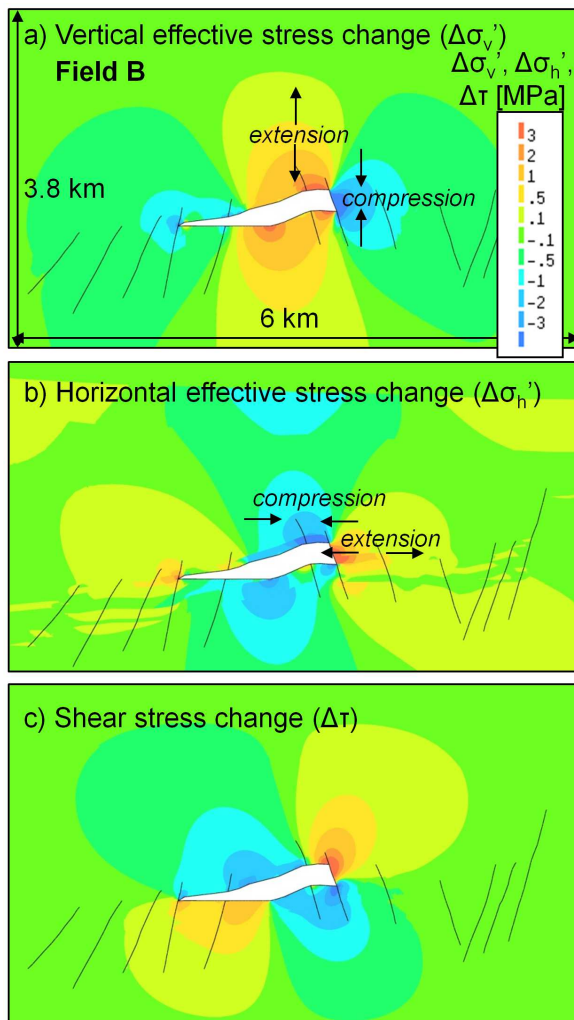 a) Vertical effective stress change (Δσᵥ’)
Field B
Δσᵥ’, Δσₕ’,
Δτ [MPa]
extension
3
2
1
.5
.1
-.1
-.5
-1
-2
-3
3.8 km
compression
6 km
b) Horizontal effective stress change (Δσₕ’)
compression
extension
c) Shear stress change (Δτ)